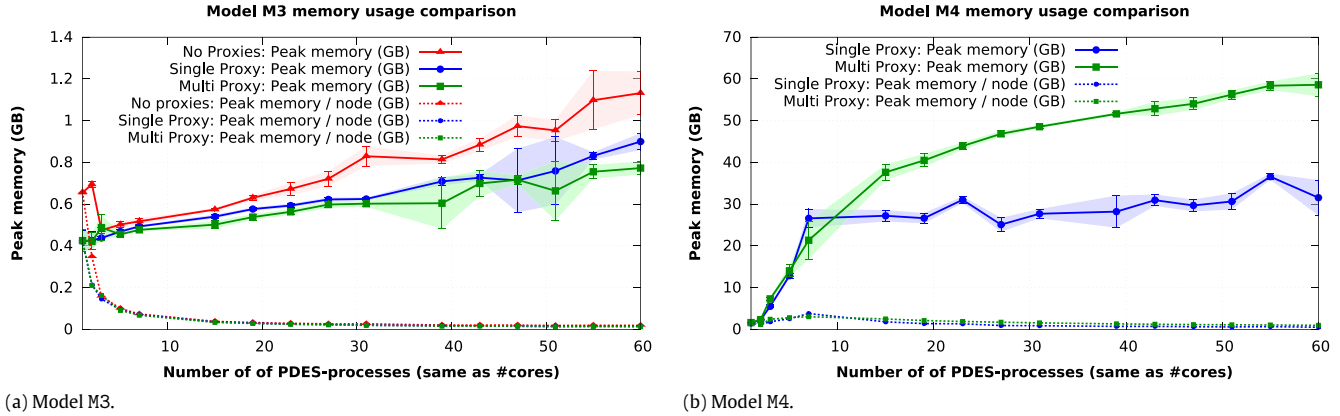 Model M3 memory usage comparison
1.4
1.2
1
0.8
0.6
0.4
0.2
0
Peak memory (GB)
No Proxies: Peak memory (GB)
Single Proxy: Peak memory (GB)
Multi Proxy: Peak memory (GB)
No proxies: Peak memory / node (GB)
Single Proxy: Peak memory / node (GB)
Multi Proxy: Peak memory / node (GB)
10 20 30 40 50 60
Number of of PDES-processes (same as #cores)
(a) Model M3.
Model M4 memory usage comparison
70
60
50
40
30
20
10
0
Peak memory (GB)
Single Proxy: Peak memory (GB)
Multi Proxy: Peak memory (GB)
Single Proxy: Peak memory / node (GB)
Multi Proxy: Peak memory / node (GB)
10 20 30 40 50 60
Number of of PDES-processes (same as #cores)
(b) Model M4.